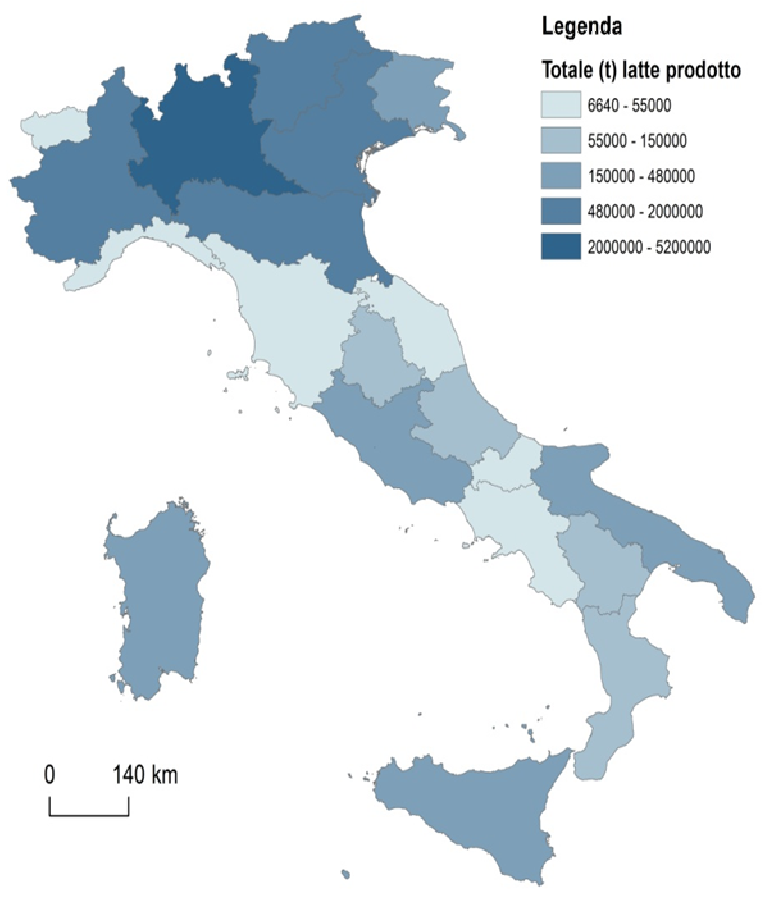 Legenda
Totale (t) latte prodotto
6640 - 55000
55000 - 150000
150000 - 480000
480000 - 2000000
2000000 - 5200000
0 140 km